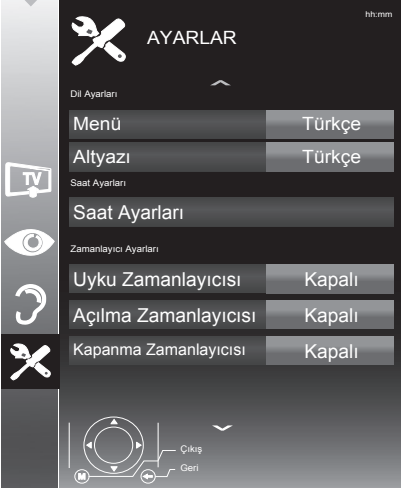 hh:mm
AYARLAR
Dil Ayarları
Menü Türkçe
Altyazı Türkçe
Saat Ayarları
Saat Ayarları
Zamanlayıcı Ayarları
Uyku Zamanlayıcısı Kapalı
Açılma Zamanlayıcısı Kapalı
Kapanma Zamanlayıcısı Kapalı
TV
Çıkış
M
Geri